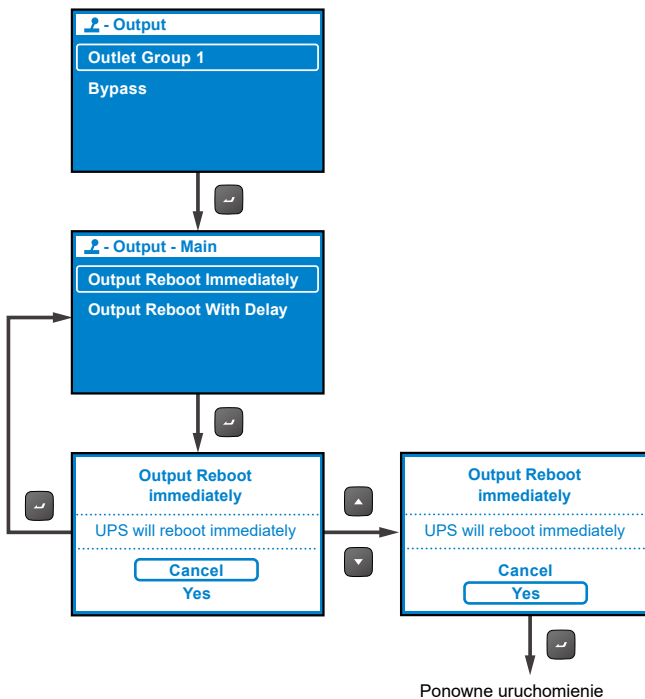 - Output
Outlet Group 1
Bypass
- Output - Main
Output Reboot Immediately
Output Reboot With Delay
Output Reboot
immediately
UPS will reboot immediately
Cancel
Yes
Output Reboot
immediately
UPS will reboot immediately
Cancel
Yes
Ponowne uruchomienie